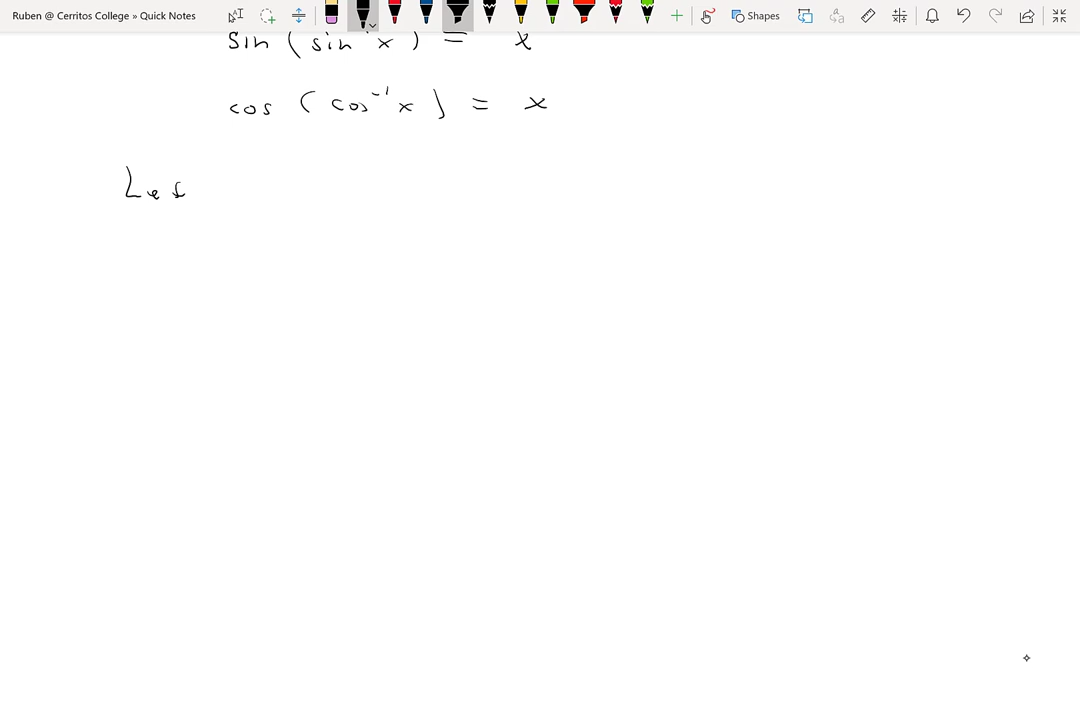 Ruben @ Cerritos College » Quick Notes
Shapes
sin ( sin⁻¹ x ) = x
cos ( cos⁻¹ x ) = x
Let